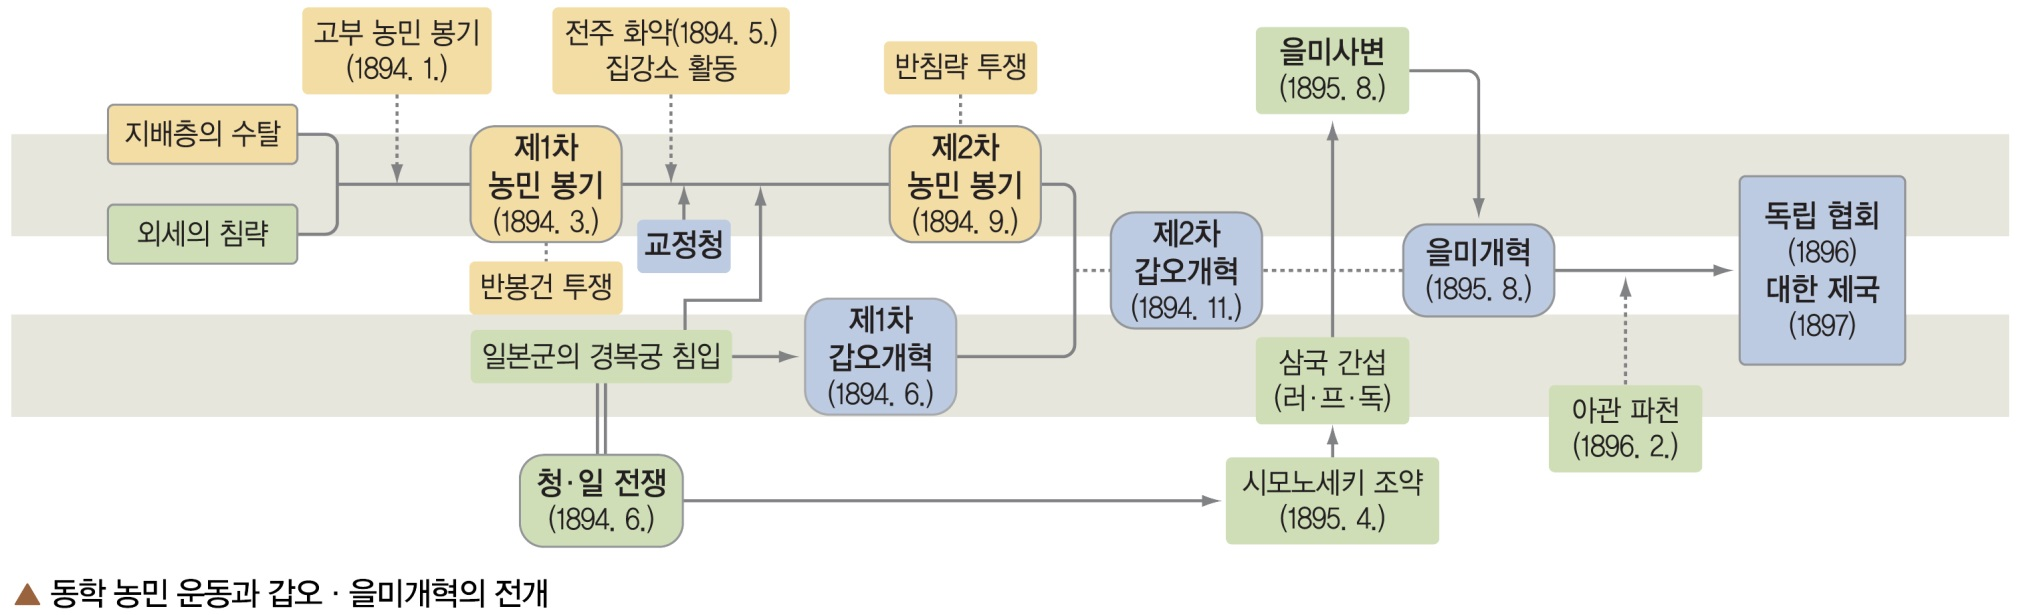 고부 농민 봉기
(1894. 1.)
전주 화약(1894. 5.)
집강소 활동
반침략 투쟁
을미사변
(1895. 8.)
지배층의 수탈
외세의 침략
제1차
농민 봉기
(1894. 3.)
반봉건 투쟁
교정청
제2차
농민 봉기
(1894. 9.)
제2차
갑오개혁
(1894. 11.)
을미개혁
(1895. 8.)
독립 협회
(1896)
대한 제국
(1897)
일본군의 경복궁 침입
제1차
갑오개혁
(1894. 6.)
삼국 간섭
(러·프·독)
아관 파천
(1896. 2.)
청·일 전쟁
(1894. 6.)
시모노세키 조약
(1895. 4.)
▲ 동학 농민 운동과 갑오·을미개혁의 전개